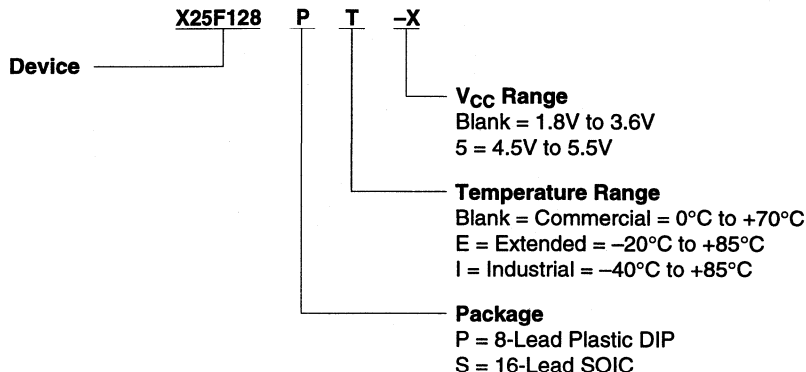 X25F128 P T –X
Device
VCC Range
Blank = 1.8V to 3.6V
5 = 4.5V to 5.5V
Temperature Range
Blank = Commercial = 0°C to +70°C
E = Extended = –20°C to +85°C
I = Industrial = –40°C to +85°C
Package
P = 8-Lead Plastic DIP
S = 16-Lead SOIC